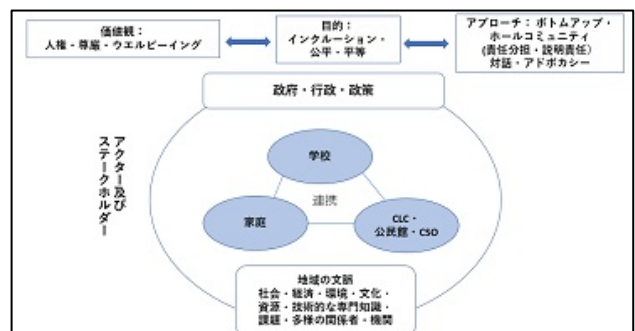 価値観：
人権・尊厳・ウエルビーイング
目的：
インクルーション・
公平・平等
アプローチ：ボトムアップ・
ホールコミュニティ
(責任分担・説明責任）
対話・アドボカシー
政府・行政・政策
アクター及び
ステークホルダー
学校
連携
家庭
CLC・
公民館・CSO
地域の文脈
社会・経済・環境・文化・
資源・技術的な専門知識・
課題・多様の関係者・機関